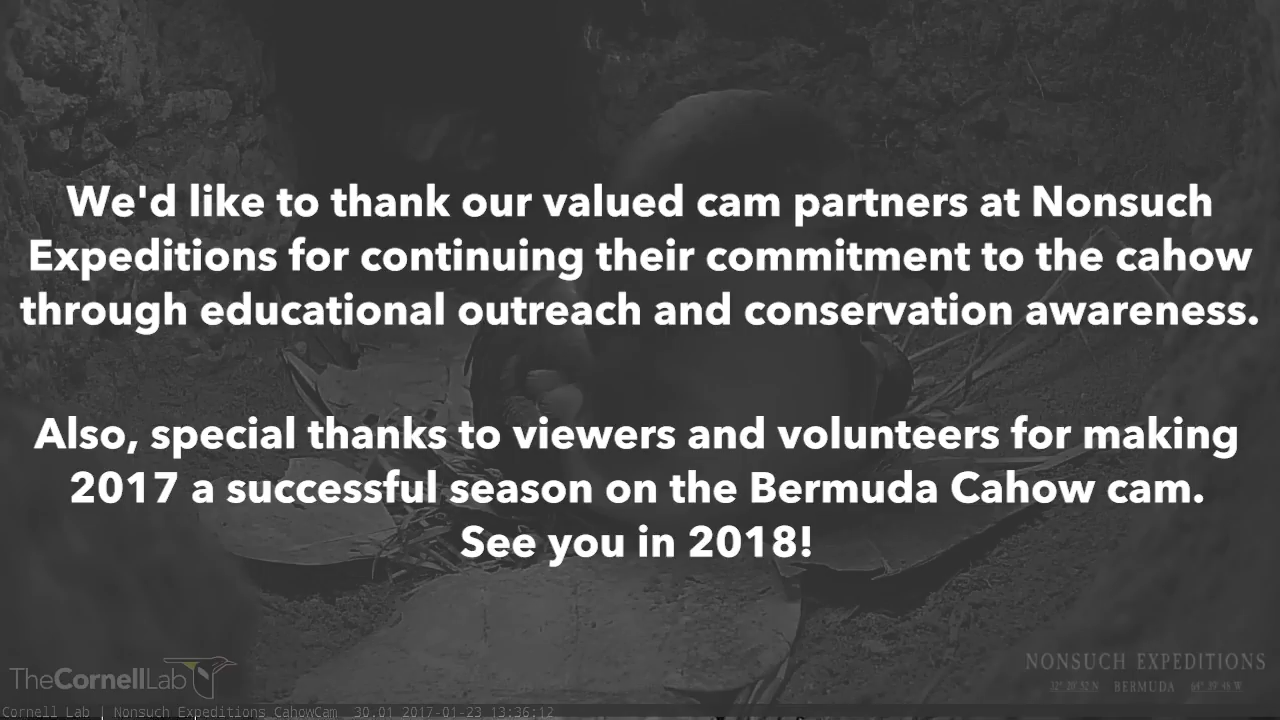 We'd like to thank our valued cam partners at Nonsuch
Expeditions for continuing their commitment to the cahow
through educational outreach and conservation awareness.
Also, special thanks to viewers and volunteers for making
2017 a successful season on the Bermuda Cahow cam.
See you in 2018!
TheCornellLab
NONSUCH EXPEDITIONS
BERMUDA
Cornell Lab | Nonsuch Expeditions CahowCam 30.01 2017-01-23 13:36:12